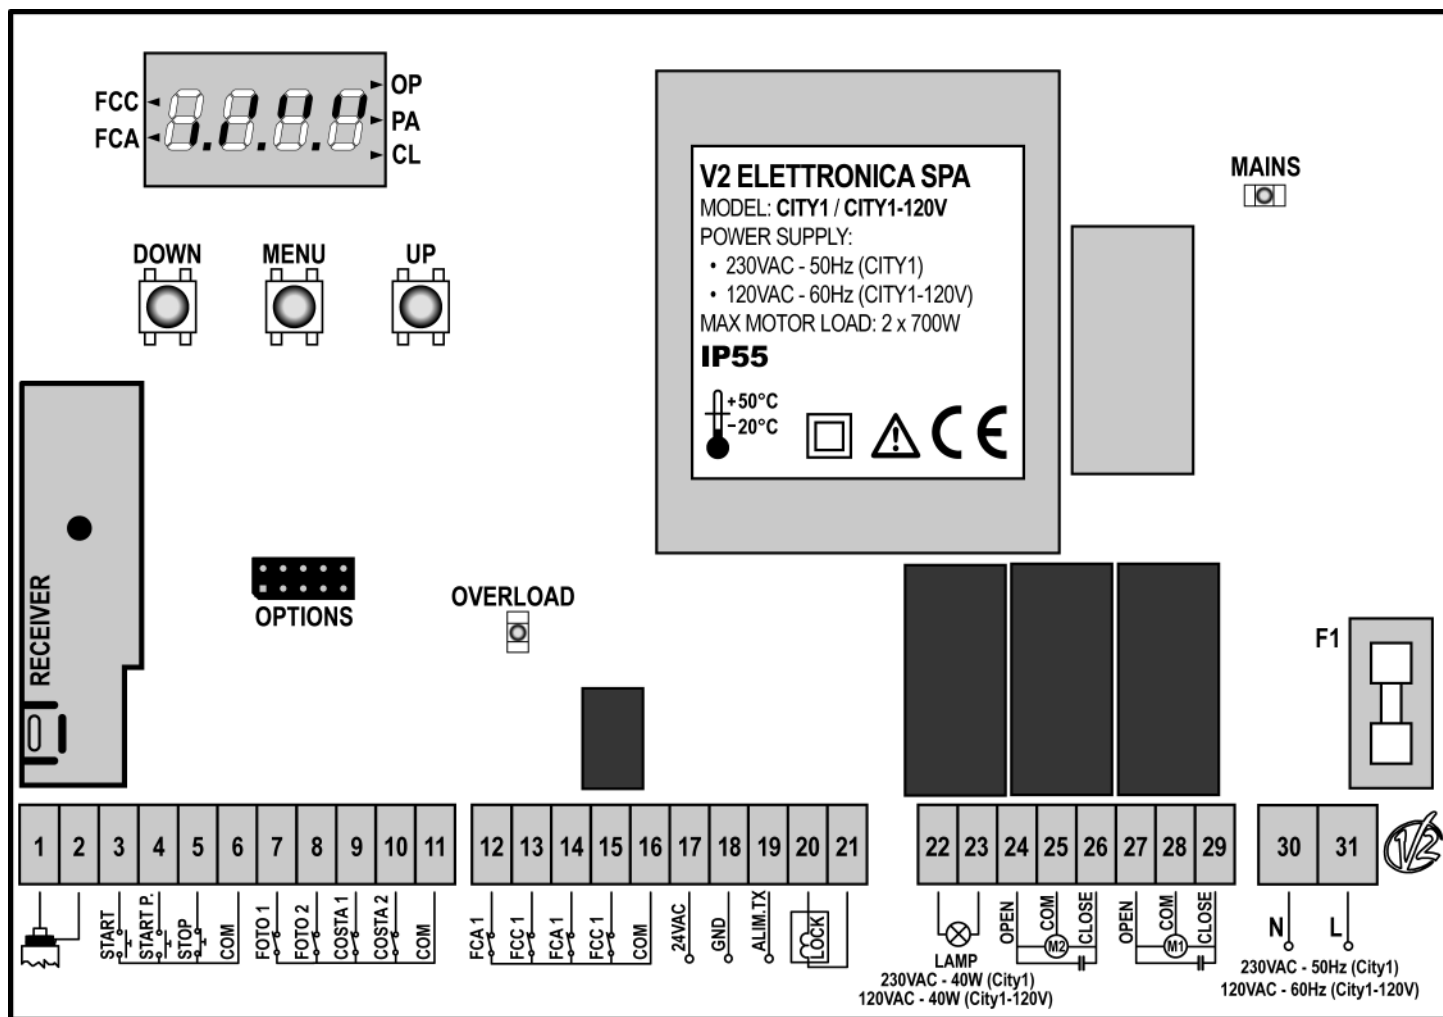 FCC
FCA
OP
PA
CL
DOWN
MENU
UP
V2 ELETTRONICA SPA
MODEL: CITY1 / CITY1-120V
POWER SUPPLY:
• 230VAC - 50Hz (CITY1)
• 120VAC - 60Hz (CITY1-120V)
MAX MOTOR LOAD: 2 x 700W
IP55
+50°C
-20°C
CE
MAINS
RECEIVER
OPTIONS
OVERLOAD
F1
1 2 3 4 5 6 7 8 9 10 11
12 13 14 15 16 17 18 19 20 21
22 23 24 25 26 27 28 29
30 31
V2
START
START P.
STOP
COM
FOTO 1
FOTO 2
COSTA 1
COSTA 2
COM
FCA 1
FCC 1
FCA 1
FCC 1
COM
24VAC
GND
ALIM.TX
LOCK
LAMP
230VAC - 40W (City1)
120VAC - 40W (City1-120V)
OPEN
COM
CLOSE
M2
OPEN
COM
CLOSE
M1
N
L
230VAC - 50Hz (City1)
120VAC - 60Hz (City1-120V)